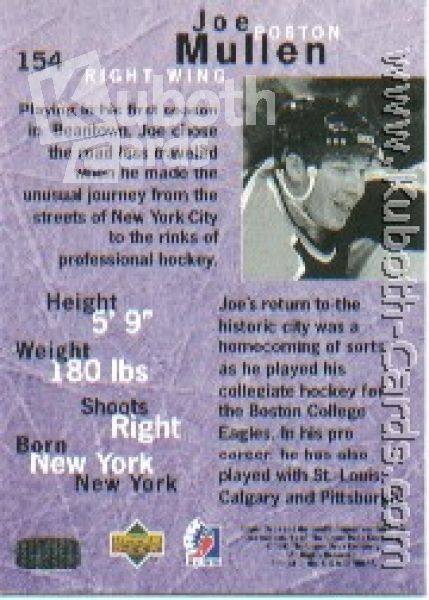 154
Joe
BOSTON
Mullen
RIGHT WING
Playing in his first season
in Beantown, Joe chose
the road less traveled
when he made the
unusual journey from the
streets of New York City
to the rinks of
professional hockey.
Height
5' 9"
Weight
180 lbs
Shoots
Right
Born
New York
New York
Joe's return to the
historic city was a
homecoming of sorts
as he played his
collegiate hockey for
the Boston College
Eagles. In his pro
career, he has also
played with St. Louis,
Calgary and Pittsburg
Kuboth
www.Kuboth-Cards.com